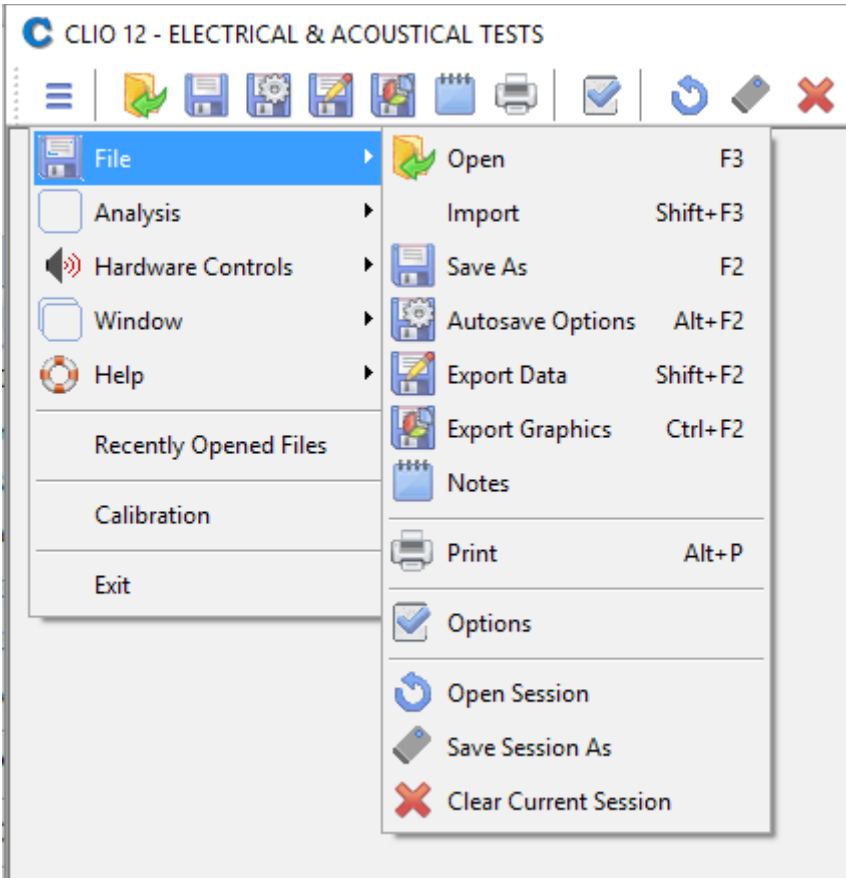 CLIO 12 - ELECTRICAL & ACOUSTICAL TESTS
File
Analysis
Hardware Controls
Window
Help
Recently Opened Files
Calibration
Exit
Open F3
Import Shift+F3
Save As F2
Autosave Options Alt+F2
Export Data Shift+F2
Export Graphics Ctrl+F2
Notes
Print Alt+P
Options
Open Session
Save Session As
Clear Current Session